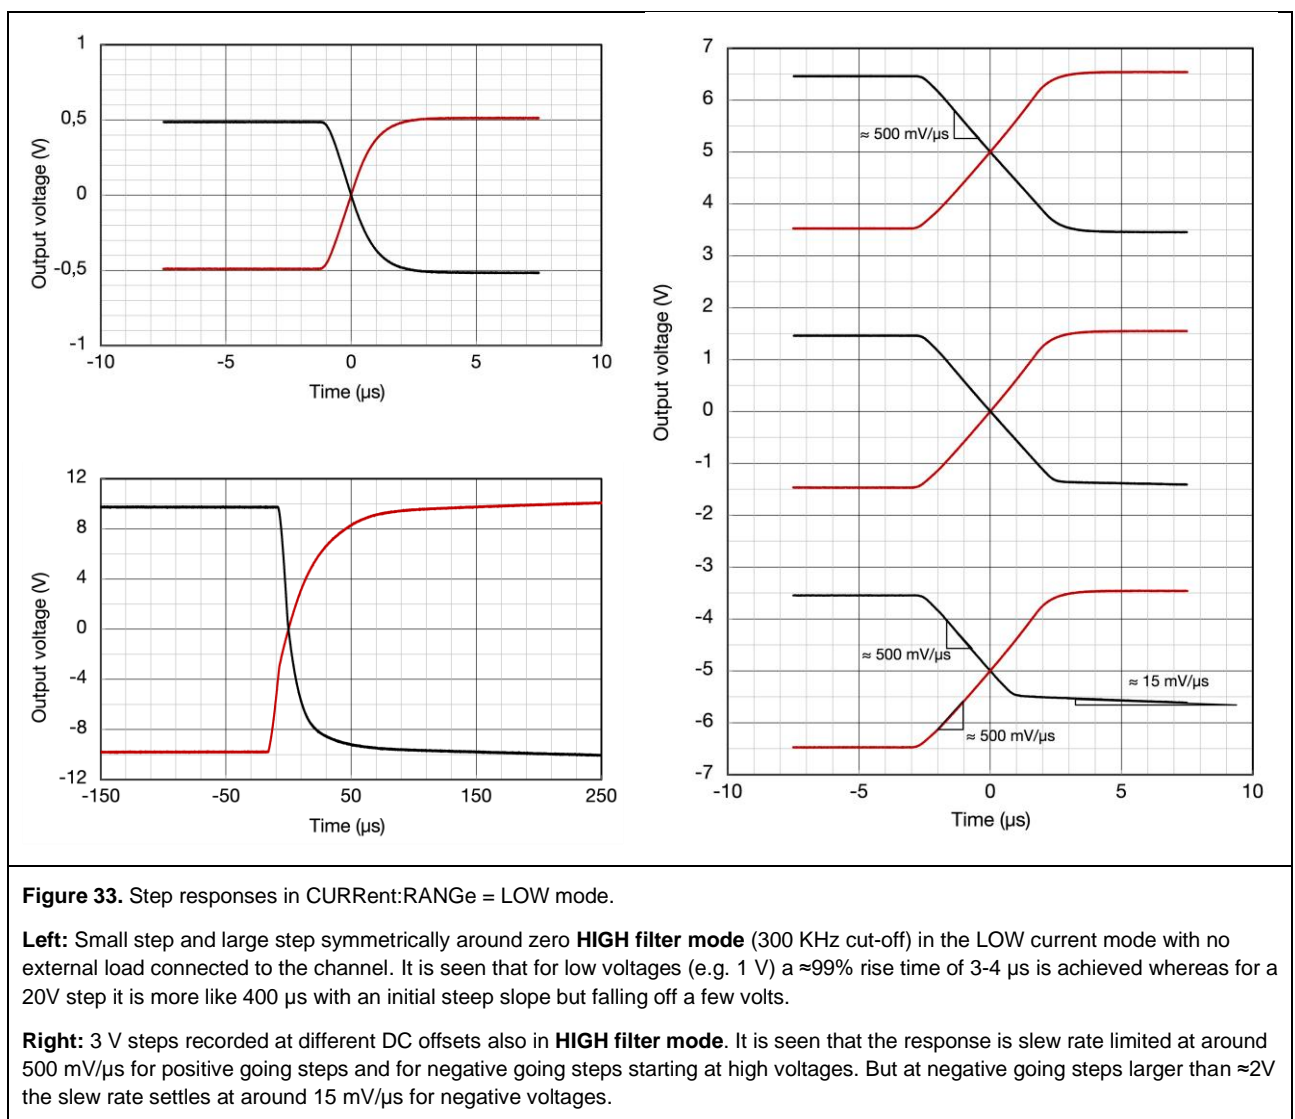 1
0,5
0
-0,5
-1
Output voltage (V)
-10 -5 0 5 10
Time (µs)
12
8
4
0
-4
-8
-12
Output voltage (V)
-150 -50 50 150 250
Time (µs)
7
6
5
4
3
2
1
0
-1
-2
-3
-4
-5
-6
-7
Output voltage (V)
≈ 500 mV/µs
≈ 500 mV/µs
≈ 15 mV/µs
≈ 500 mV/µs
-10 -5 0 5 10
Time (µs)
Figure 33. Step responses in CURRent:RANGe = LOW mode.
Left: Small step and large step symmetrically around zero HIGH filter mode (300 KHz cut-off) in the LOW current mode with no
external load connected to the channel. It is seen that for low voltages (e.g. 1 V) a ≈99% rise time of 3-4 µs is achieved whereas for a
20V step it is more like 400 µs with an initial steep slope but falling off a few volts.
Right: 3 V steps recorded at different DC offsets also in HIGH filter mode. It is seen that the response is slew rate limited at around
500 mV/µs for positive going steps and for negative going steps starting at high voltages. But at negative going steps larger than ≈2V
the slew rate settles at around 15 mV/µs for negative voltages.